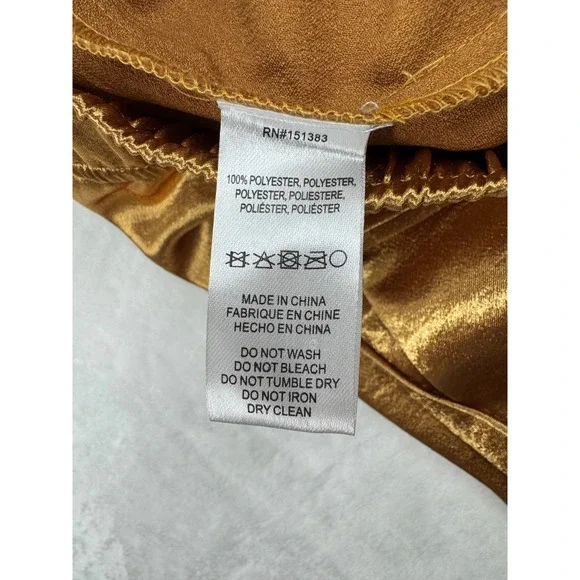 RN#151383
100% POLYESTER, POLYESTER,
POLYESTER, POLIESTERE,
POLIÉSTER, POLIÉSTER
MADE IN CHINA
FABRIQUE EN CHINE
HECHO EN CHINA
DO NOT WASH
DO NOT BLEACH
DO NOT TUMBLE DRY
DO NOT IRON
DRY CLEAN